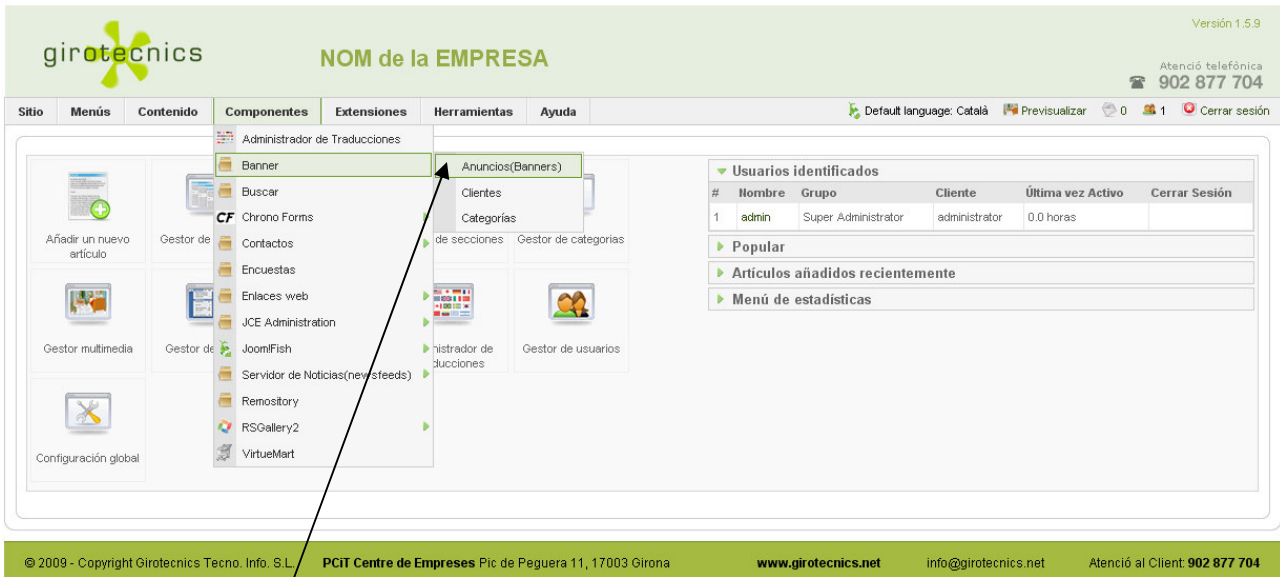 Versión 1.5.9
girotecnics
NOM de la EMPRESA
Atenció telefònica
902 877 704
Sitio Menús Contenido Componentes Extensiones Herramientas Ayuda
Default language: Català Previsualizar 0 1 Cerrar sesión
Administrador de Traducciones
Banner
Buscar
CF Chrono Forms
Contactos
Encuestas
Enlaces web
JCE Administration
Joom!Fish
Servidor de Noticias(newsfeeds)
Remository
RSGallery2
VirtueMart
Anuncios(Banners)
Clientes
Categorías
Añadir un nuevo
artículo
Gestor de
de secciones
Gestor de categorias
Gestor multimedia
Gestor de
nistrador de
ducciones
Gestor de usuarios
Configuración global
Usuarios identificados
# Nombre Grupo Cliente Última vez Activo Cerrar Sesión
1 admin Super Administrator administrator 0.0 horas
Popular
Artículos añadidos recientemente
Menú de estadísticas
© 2009 - Copyright Girotecnics Tecno. Info. S.L. PCiT Centre de Empreses Pic de Peguera 11, 17003 Girona www.girotecnics.net info@girotecnics.net Atenció al Client: 902 877 704